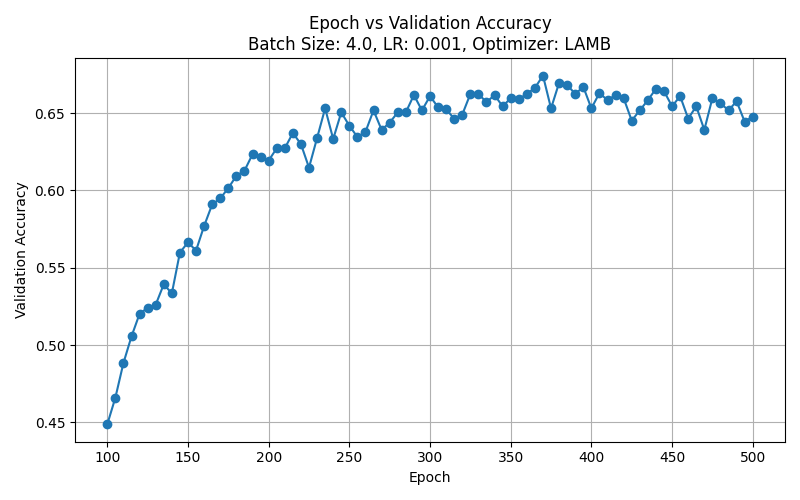 Epoch vs Validation Accuracy
Batch Size: 4.0, LR: 0.001, Optimizer: LAMB
Validation Accuracy
0.65
0.60
0.55
0.50
0.45
100 150 200 250 300 350 400 450 500
Epoch